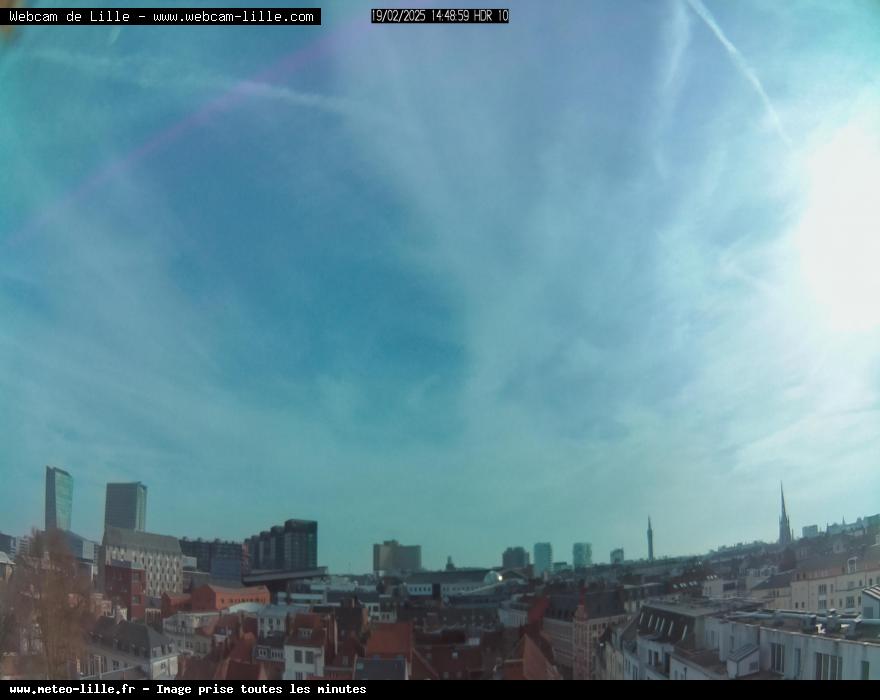 Webcam de Lille - www.webcam-lille.com
19/02/2025 14:48:59 HDR 10
www.meteo-lille.fr - Image prise toutes les minutes